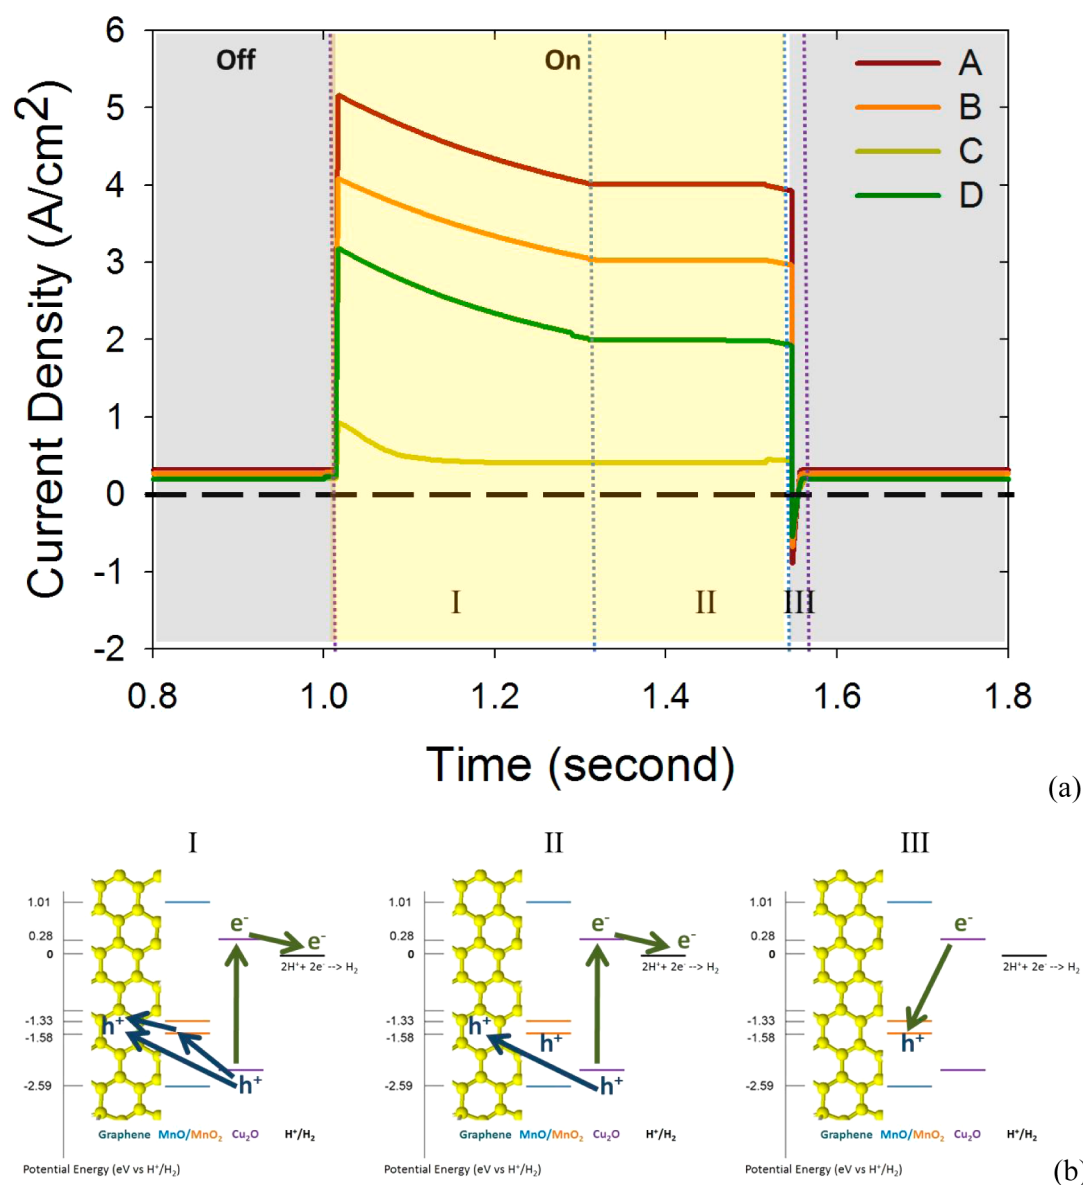 Off
On
A
B
C
D
6
5
4
3
2
1
0
-1
-2
Current Density (A/cm2)
I
II
III
0.8
1.0
1.2
1.4
1.6
1.8
Time (second)
(a)
I
1.01
0.28
0
-1.33
-1.58
-2.59
e-
e-
2H+ + 2e- --> H2
h+
h+
Graphene MnO/MnO2 Cu2O H+/H2
Potential Energy (eV vs H+/H2)
II
1.01
0.28
0
-1.33
-1.58
-2.59
e-
e-
2H+ + 2e- --> H2
h+
h+
h+
Graphene MnO/MnO2 Cu2O H+/H2
Potential Energy (eV vs H+/H2)
III
1.01
0.28
0
-1.33
-1.58
-2.59
e-
2H+ + 2e- --> H2
h+
Graphene MnO/MnO2 Cu2O H+/H2
Potential Energy (eV vs H+/H2)
(b)